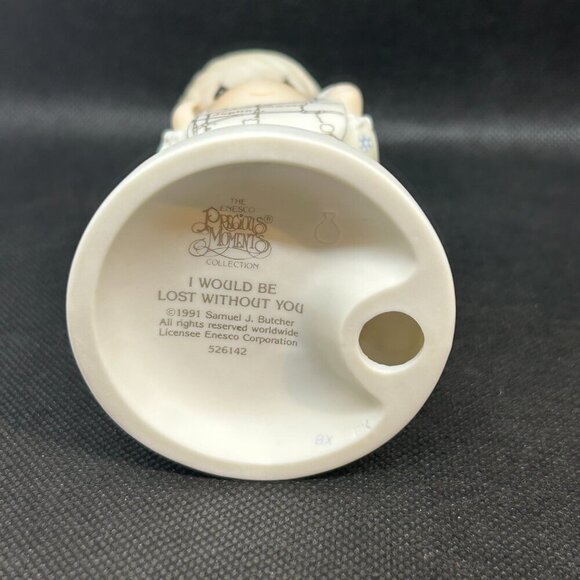 THE
ENESCO
PRECIOUS®
MOMENTS
COLLECTION
I WOULD BE
LOST WITHOUT YOU
©1991 Samuel J. Butcher
All rights reserved worldwide
Licensee Enesco Corporation
526142
BX